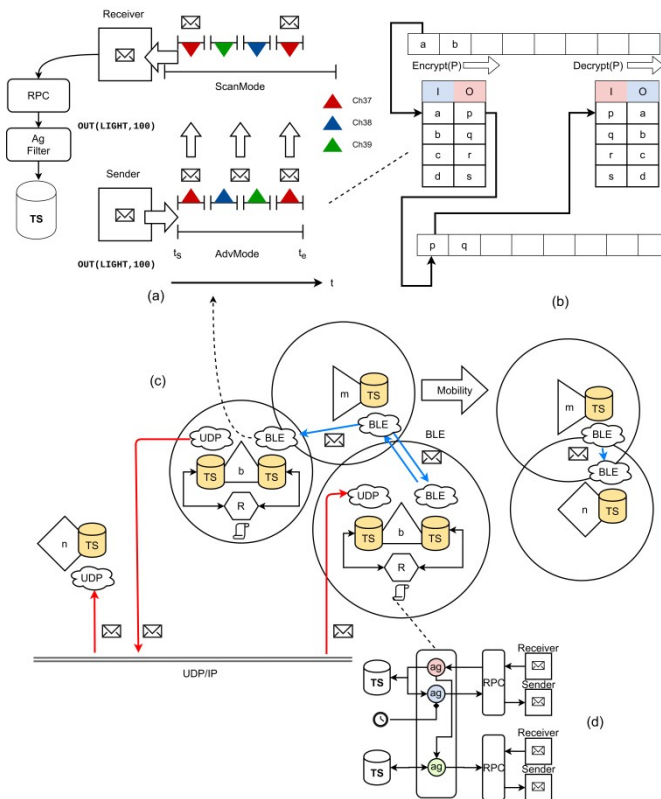 Receiver
RPC
Ag
Filter
TS
ScanMode
OUT(LIGHT,100)
Ch37
Ch38
Ch39
Sender
OUT(LIGHT,100)
ts
AdvMode
te
t
(a)
a b
Encrypt(P)
Decrypt(P)
I O
a p
b q
c r
d s
I O
p a
q b
r c
s d
p q
(b)
(c)
m
TS
BLE
Mobility
m
TS
BLE
BLE
n
TS
UDP
BLE
TS
b
TS
R
BLE
UDP
BLE
TS
b
TS
R
n
TS
UDP
UDP/IP
TS
ag
ag
RPC
Receiver
Sender
(d)
TS
ag
RPC
Receiver
Sender